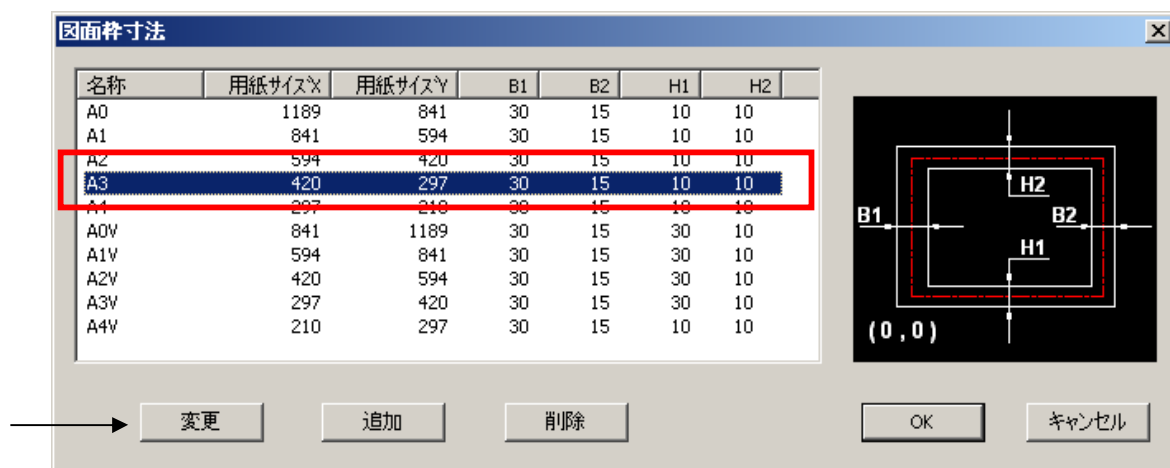 図面枠寸法
名称 用紙サイズX 用紙サイズY B1 B2 H1 H2
A0 1189 841 30 15 10 10
A1 841 594 30 15 10 10
A2 594 420 30 15 10 10
A3 420 297 30 15 10 10
A4 297 210 30 15 10 10
A0V 841 1189 30 15 30 10
A1V 594 841 30 15 30 10
A2V 420 594 30 15 30 10
A3V 297 420 30 15 30 10
A4V 210 297 30 15 10 10
H2
B1 B2
H1
(0,0)
変更 追加 削除 OK キャンセル